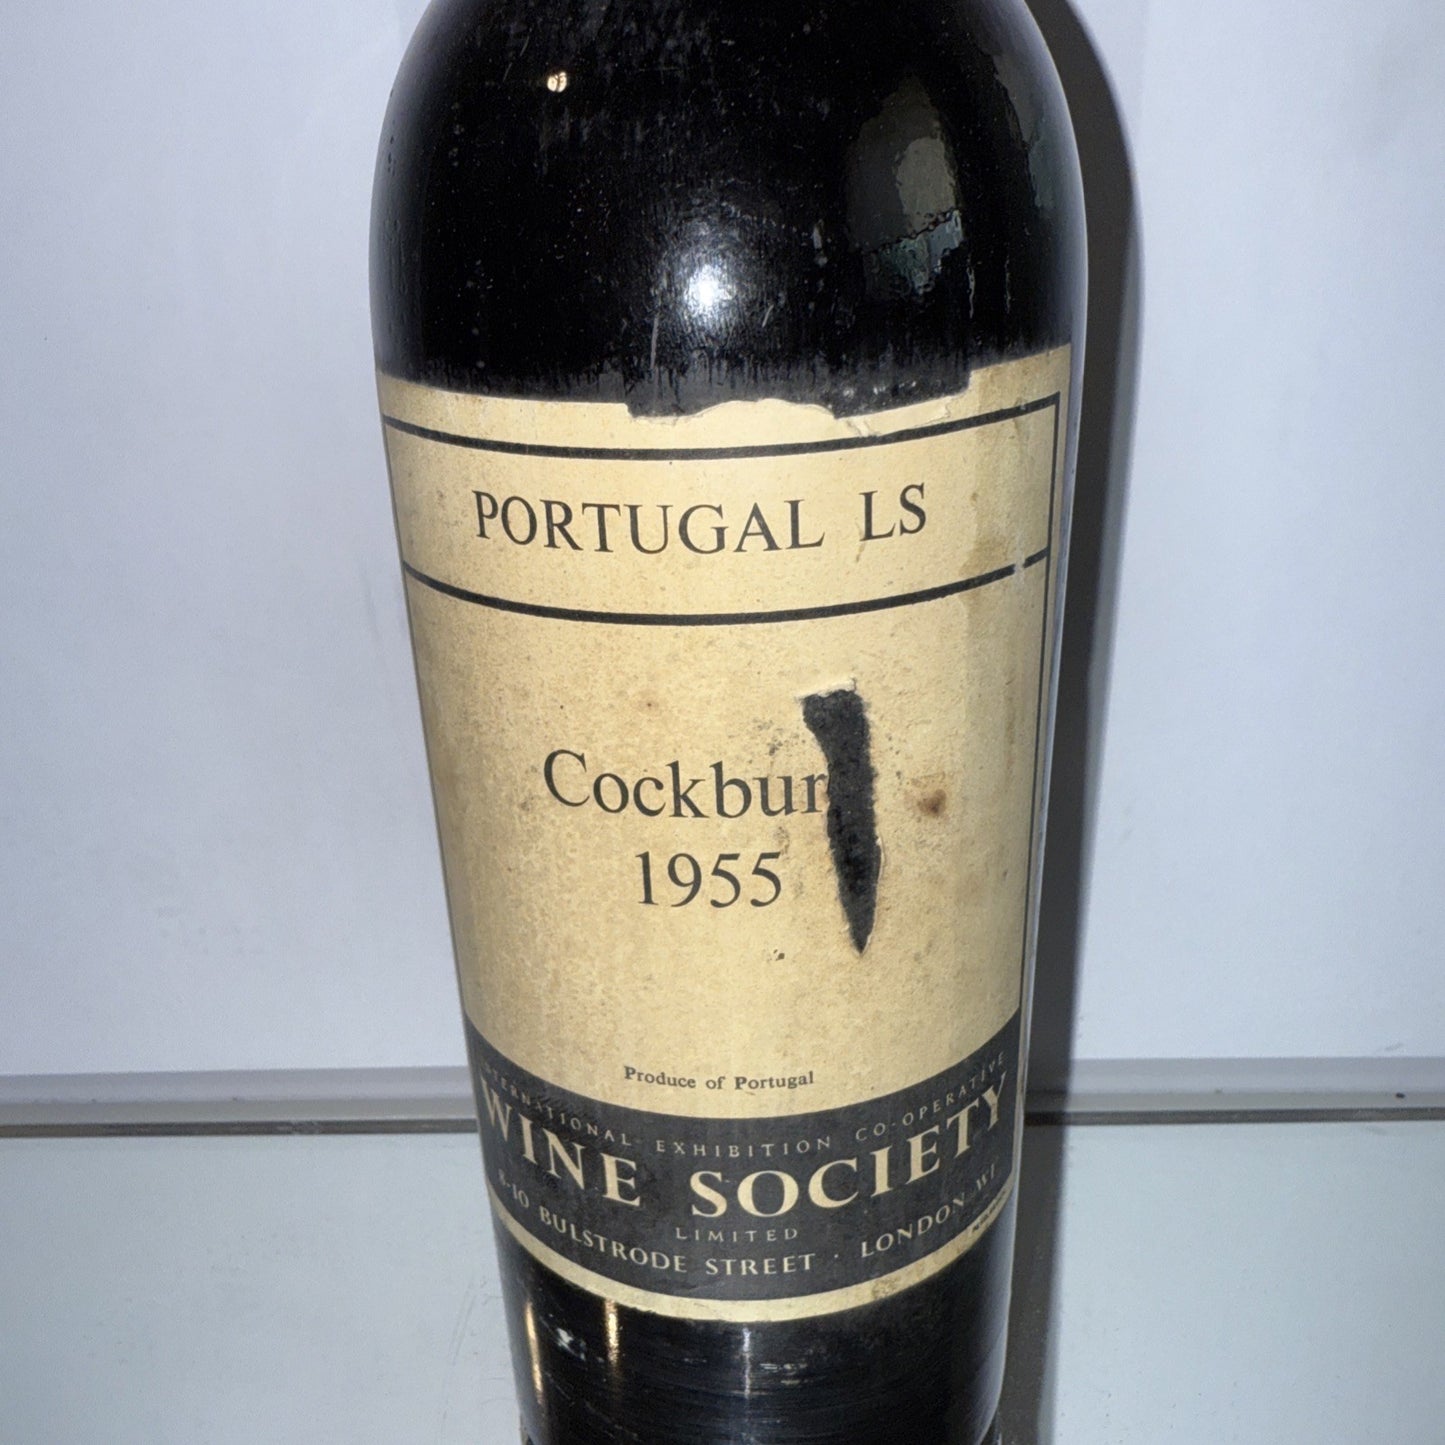 PORTUGAL LS
Cockbur
1955
Produce of Portugal
INTERNATIONAL EXHIBITION CO-OPERATIVE
WINE SOCIETY
LIMITED
8-10 BULSTRODE STREET · LONDON W1